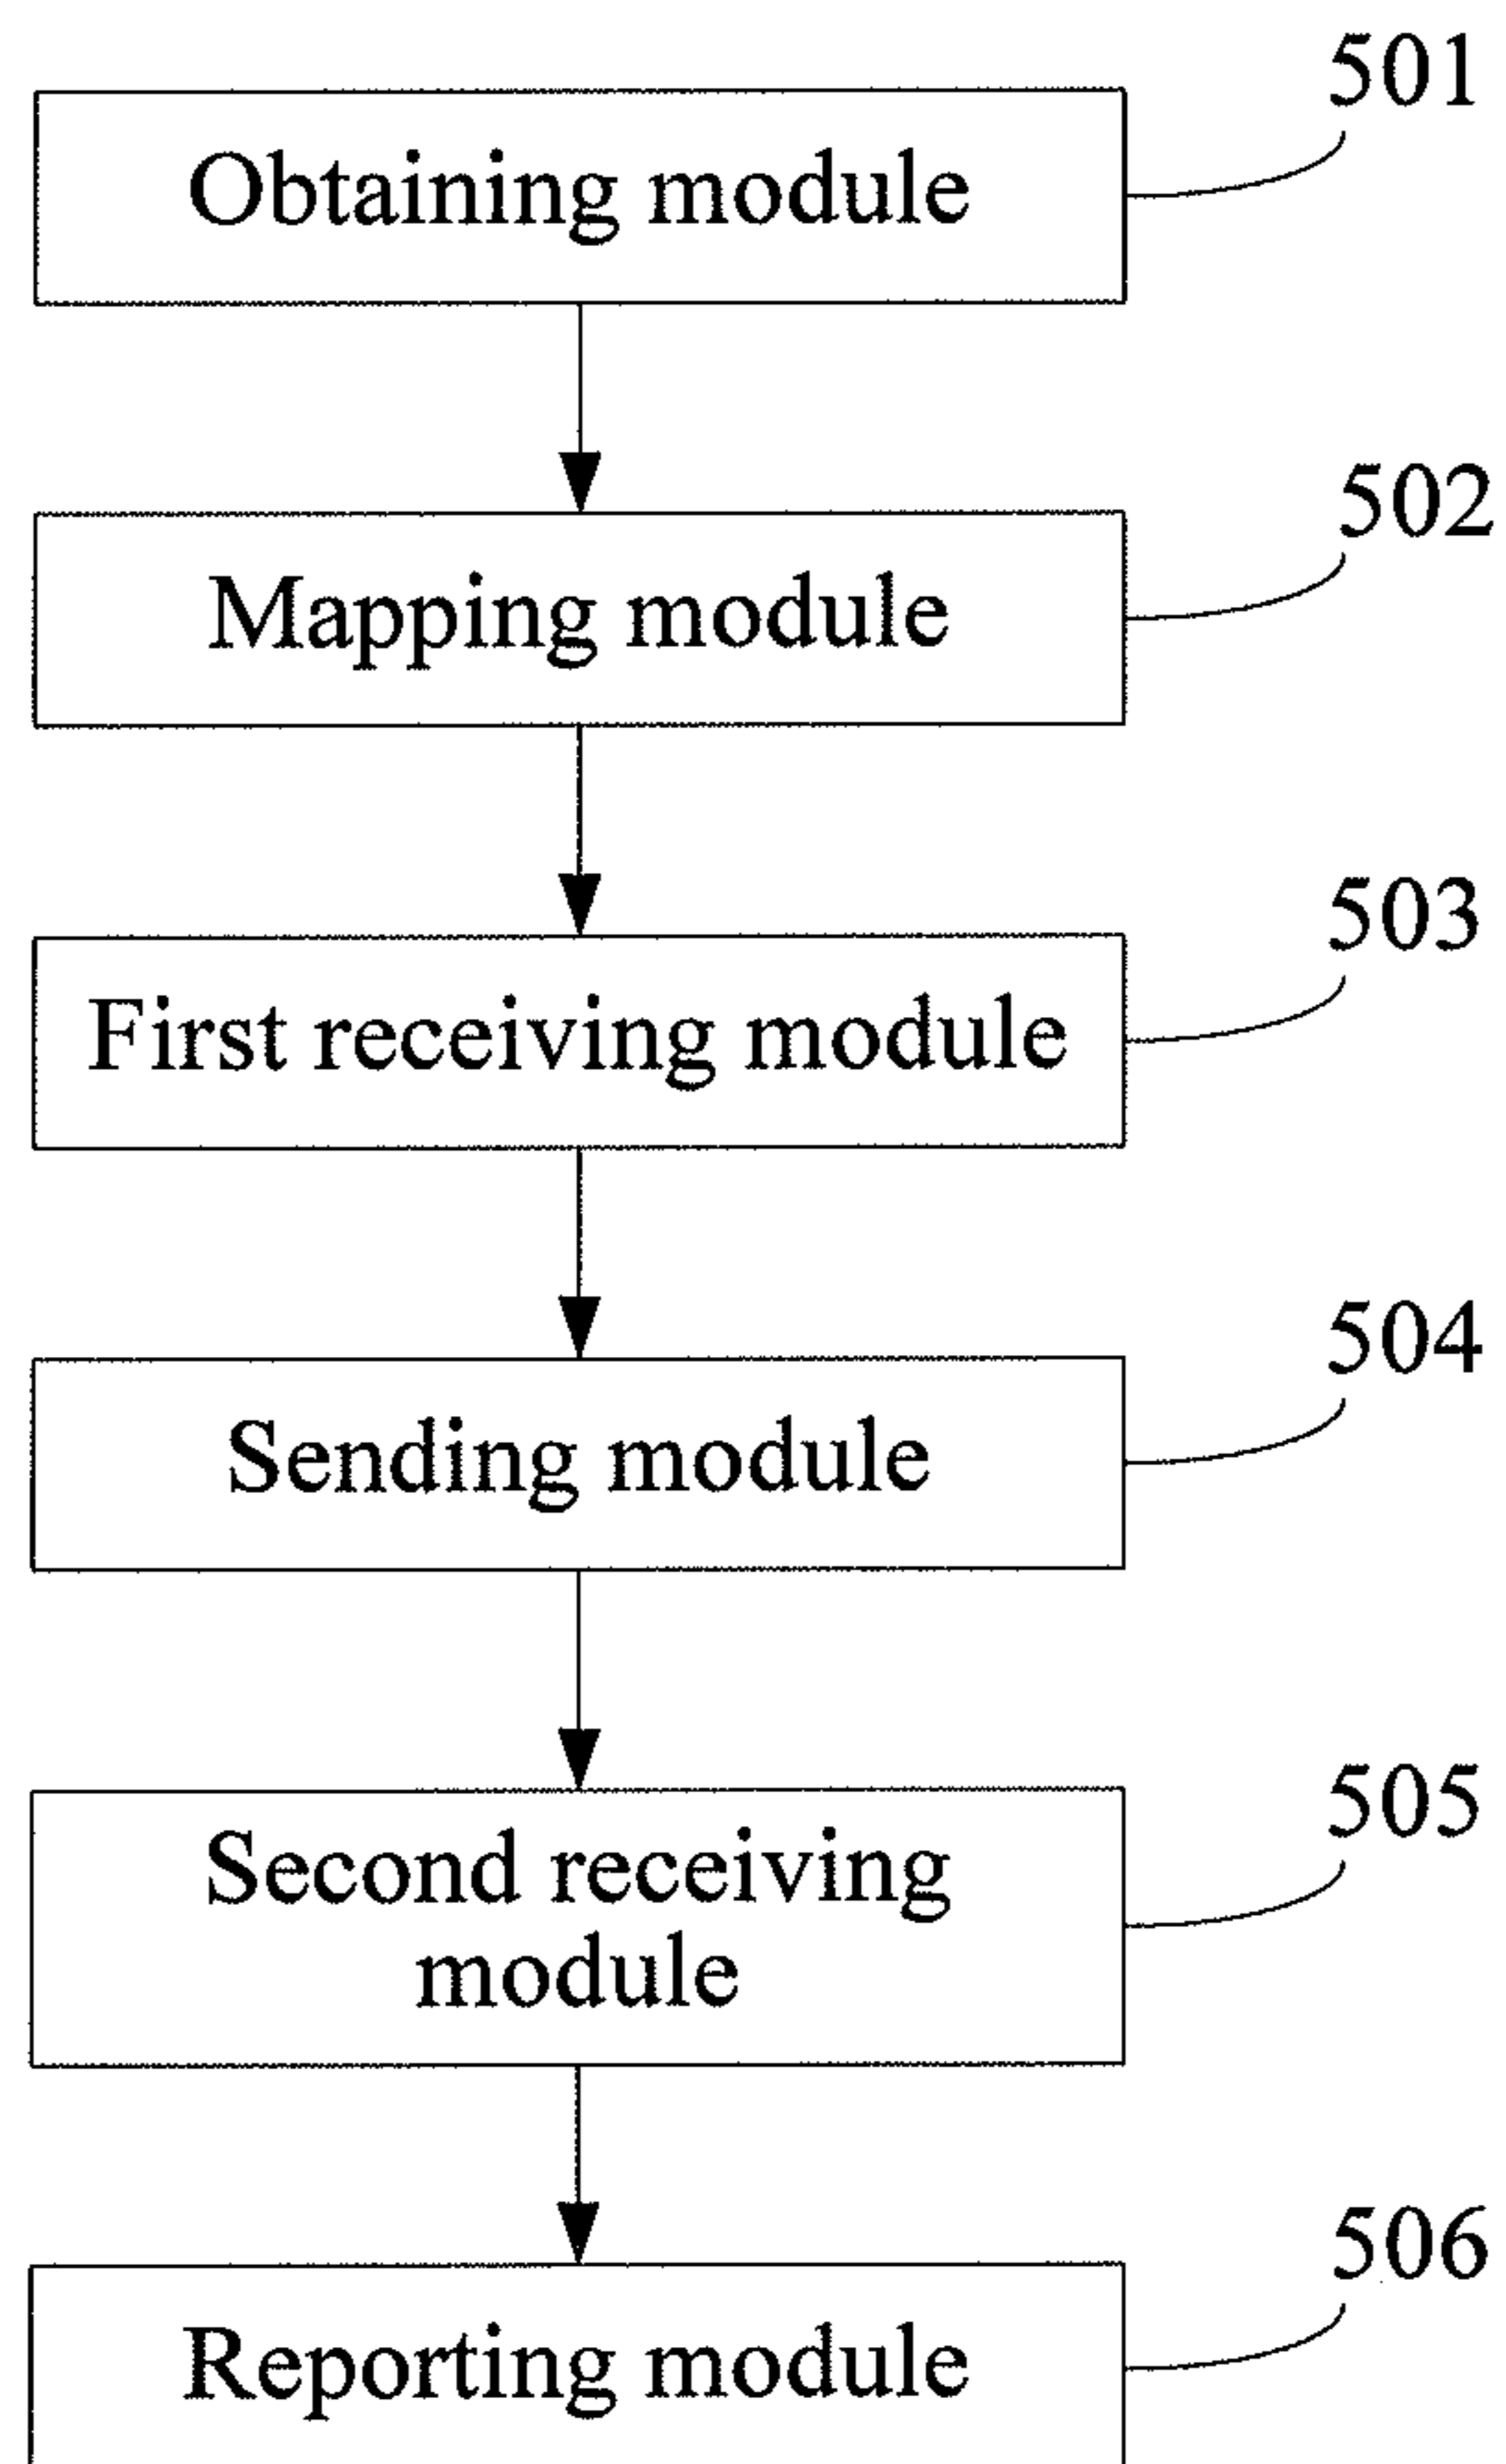 501
Obtaining module
502
Mapping module
503
First receiving module
504
Sending module
505
Second receiving
module
506
Reporting module